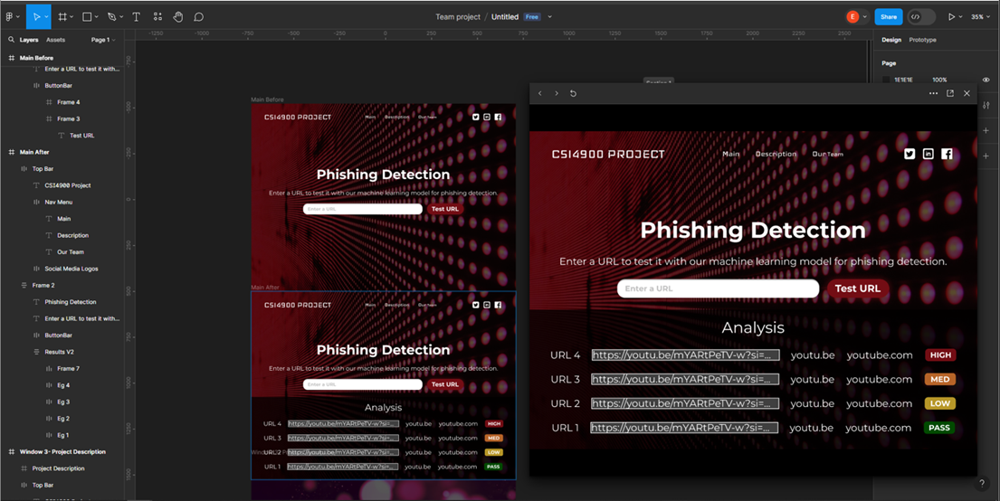 Team project / Untitled Free
E Share 35%
Layers Assets Page 1
-1250 -1000 -750 -500 -250 0 250 500 750 1000 1250 1500 1750 2000 2250 2500
Design Prototype
Main Before
Enter a URL to test it with...
ButtonBar
Frame 4
Frame 3
Test URL
Main After
Top Bar
CSI4900 Project
Nav Menu
Main
Description
Our Team
Social Media Logos
Frame 2
Phishing Detection
Enter a URL to test it with...
ButtonBar
Results V2
Frame 7
Eg 4
Eg 3
Eg 2
Eg 1
Window 3- Project Description
Project Description
Top Bar
CSI4900 Project
Page
1E1E1E 100%
Section 1
Main Before
CSI4900 PROJECT Main Description Our Team
Phishing Detection
Enter a URL to test it with our machine learning model for phishing detection.
Enter a URL Test URL
Main After
CSI4900 PROJECT Main Description Our Team
Phishing Detection
Enter a URL to test it with our machine learning model for phishing detection.
Enter a URL Test URL
Analysis
URL 4 https://youtu.be/mYARtPeTV-w?si=... youtu.be youtube.com HIGH
URL 3 https://youtu.be/mYARtPeTV-w?si=... youtu.be youtube.com MED
URL 2 https://youtu.be/mYARtPeTV-w?si=... youtu.be youtube.com LOW
URL 1 https://youtu.be/mYARtPeTV-w?si=... youtu.be youtube.com PASS
CSI4900 PROJECT Main Description Our Team
Phishing Detection
Enter a URL to test it with our machine learning model for phishing detection.
Enter a URL Test URL
Analysis
URL 4 https://youtu.be/mYARtPeTV-w?si=... youtu.be youtube.com HIGH
URL 3 https://youtu.be/mYARtPeTV-w?si=... youtu.be youtube.com MED
URL 2 https://youtu.be/mYARtPeTV-w?si=... youtu.be youtube.com LOW
URL 1 https://youtu.be/mYARtPeTV-w?si=... youtu.be youtube.com PASS
?